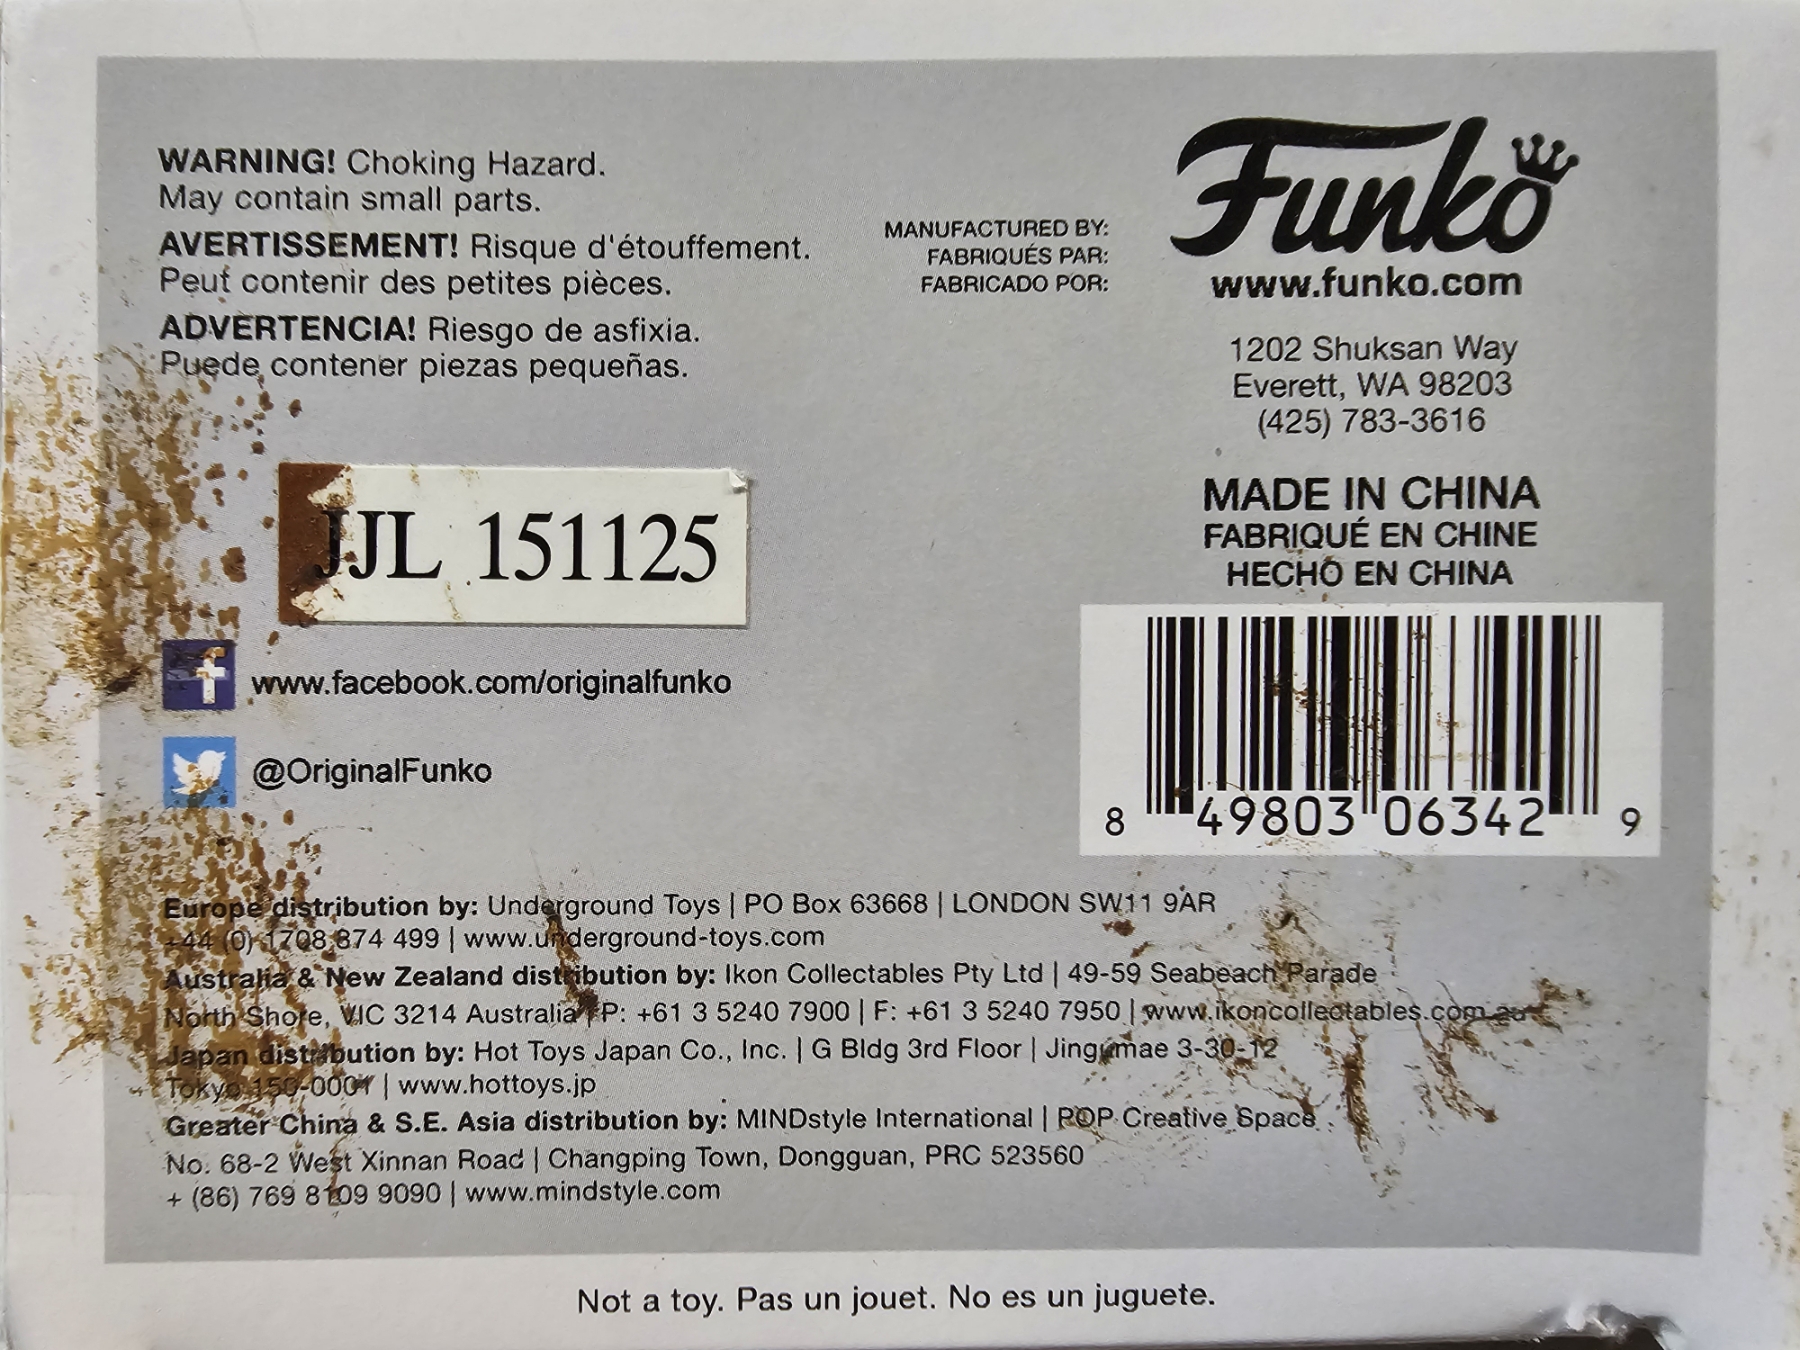 WARNING! Choking Hazard.
May contain small parts.
AVERTISSEMENT! Risque d'étouffement.
Peut contenir des petites pièces.
ADVERTENCIA! Riesgo de asfixia.
Puede contener piezas pequeñas.
MANUFACTURED BY:
FABRIQUÉS PAR:
FABRICADO POR:
Funko
www.funko.com
1202 Shuksan Way
Everett, WA 98203
(425) 783-3616
MADE IN CHINA
FABRIQUÉ EN CHINE
HECHO EN CHINA
JJL 151125
f
www.facebook.com/originalfunko
@OriginalFunko
8 49803 06342 9
Europe distribution by: Underground Toys | PO Box 63668 | LONDON SW11 9AR
+44 (0) 1708 874 499 | www.underground-toys.com
Australia & New Zealand distribution by: Ikon Collectables Pty Ltd | 49-59 Seabeach Parade
North Shore, VIC 3214 Australia | P: +61 3 5240 7900 | F: +61 3 5240 7950 | www.ikoncollectables.com.au
Japan distribution by: Hot Toys Japan Co., Inc. | G Bldg 3rd Floor | Jingumae 3-30-12
Tokyo 150-0001 | www.hottoys.jp
Greater China & S.E. Asia distribution by: MINDstyle International | POP Creative Space
No. 68-2 West Xinnan Road | Changping Town, Dongguan, PRC 523560
+ (86) 769 8109 9090 | www.mindstyle.com
Not a toy. Pas un jouet. No es un juguete.